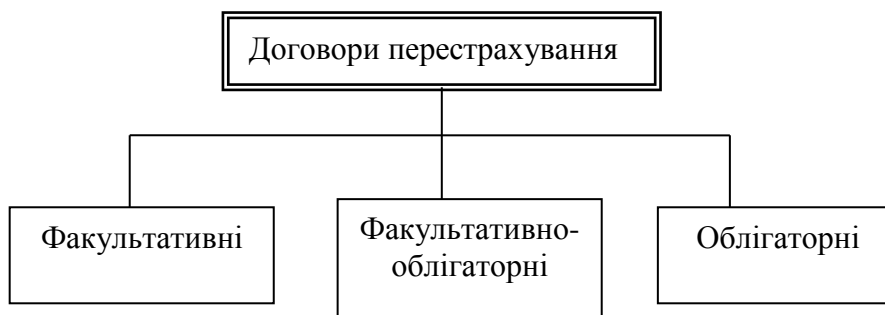 Договори перестрахування
Факультативні
Факультативно-
облігаторні
Облігаторні